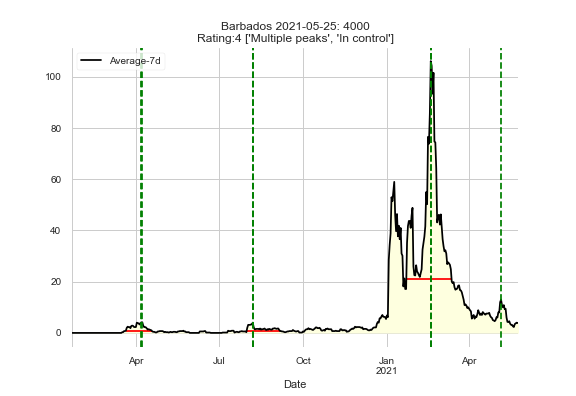 Barbados 2021-05-25: 4000
Rating:4 ['Multiple peaks', 'In control']
Average-7d
100
80
60
40
20
0
Apr Jul Oct Jan Apr
2021
Date